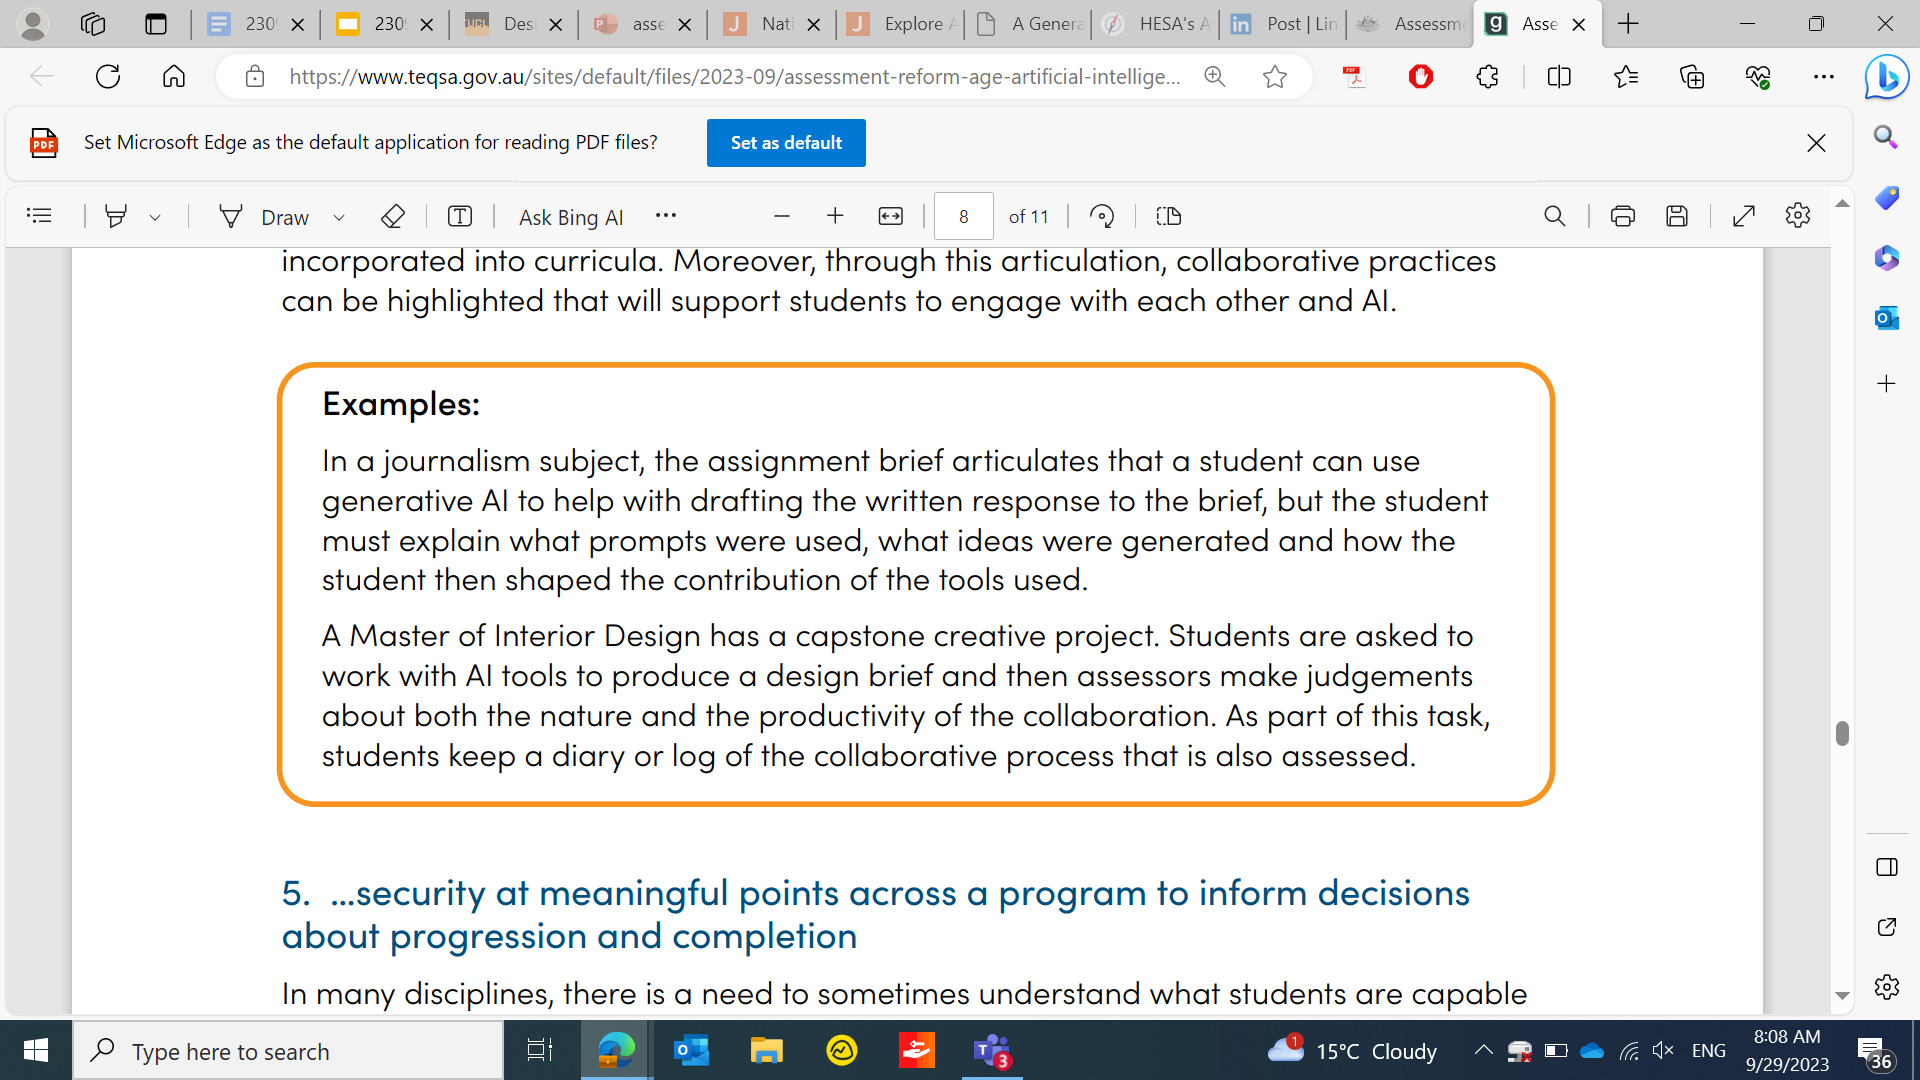 230
230
Desi
asse
Nati
Explore A
A Genera
HESA's A
Post | Lin
Assessme
Asse
https://www.teqsa.gov.au/sites/default/files/2023-09/assessment-reform-age-artificial-intellige...
Set Microsoft Edge as the default application for reading PDF files?
Set as default
Draw
Ask Bing AI
8
of 11
incorporated into curricula. Moreover, through this articulation, collaborative practices
can be highlighted that will support students to engage with each other and AI.
Examples:
In a journalism subject, the assignment brief articulates that a student can use
generative AI to help with drafting the written response to the brief, but the student
must explain what prompts were used, what ideas were generated and how the
student then shaped the contribution of the tools used.
A Master of Interior Design has a capstone creative project. Students are asked to
work with AI tools to produce a design brief and then assessors make judgements
about both the nature and the productivity of the collaboration. As part of this task,
students keep a diary or log of the collaborative process that is also assessed.
5. ...security at meaningful points across a program to inform decisions
about progression and completion
In many disciplines, there is a need to sometimes understand what students are capable
Type here to search
1
15°C Cloudy
ENG
8:08 AM
9/29/2023
36
3